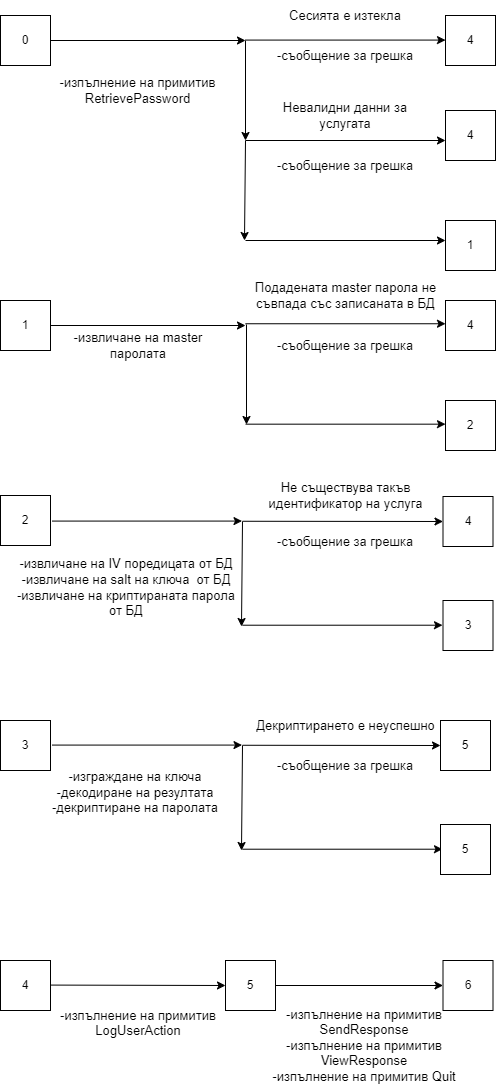 Сесията е изтекла
0
4
-съобщение за грешка
-изпълнение на примитив
RetrievePassword
Невалидни данни за
услугата
4
-съобщение за грешка
1
Подадената master парола не
съвпада със записаната в БД
1
4
-извличане на master
паролата
-съобщение за грешка
2
Не съществува такъв
идентификатор на услуга
2
4
-съобщение за грешка
-извличане на IV поредицата от БД
-извличане на salt на ключа от БД
-извличане на криптираната парола
от БД
3
Декриптирането е неуспешно
3
5
-съобщение за грешка
-изграждане на ключа
-декодиране на резултата
-декриптиране на паролата
5
4
5
6
-изпълнение на примитив
LogUserAction
-изпълнение на примитив
SendResponse
-изпълнение на примитив
ViewResponse
-изпълнение на примитив Quit